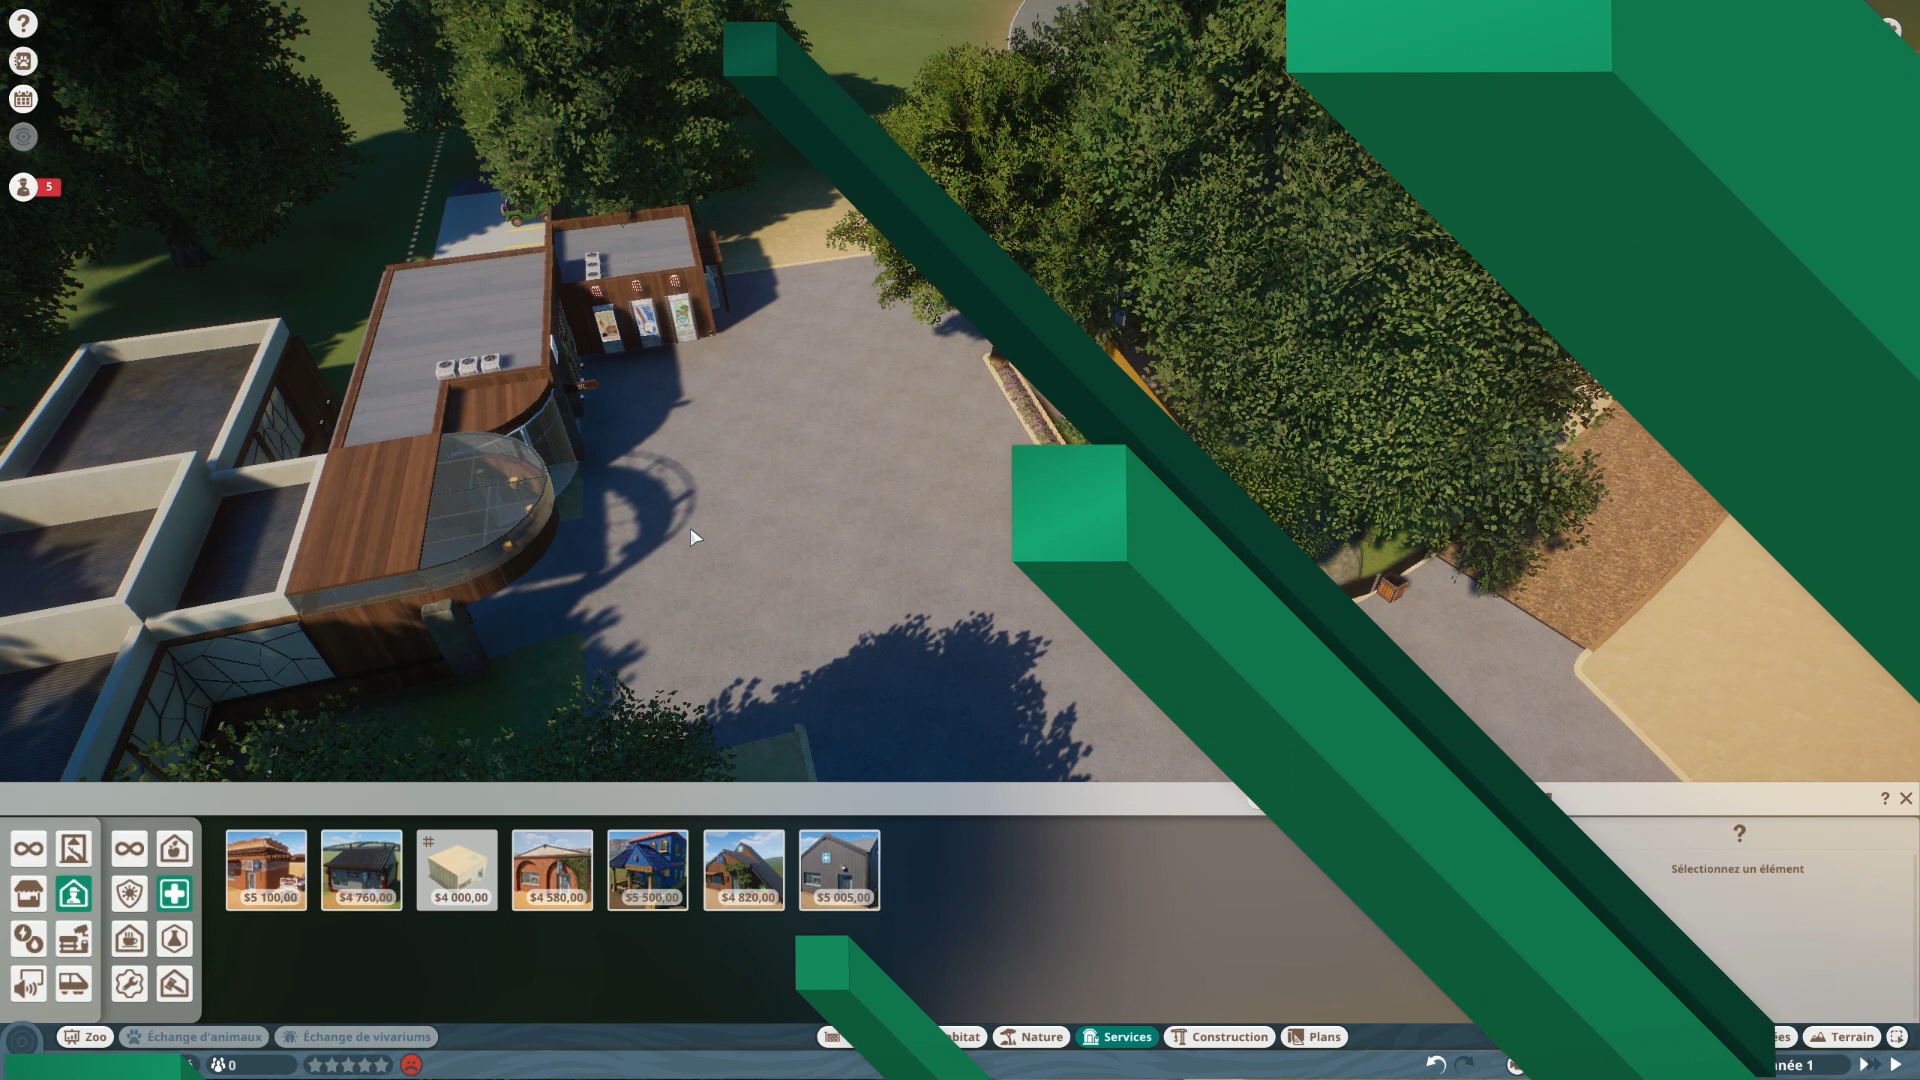 ?
5
?
$5 100,00
$4 760,00
#
$4 000,00
$4 580,00
$5 500,00
$4 820,00
$5 005,00
?
Sélectionnez un élément
Zoo
Échange d'animaux
Échange de vivariums
Nature
Services
Construction
Plans
Terrain
0
1